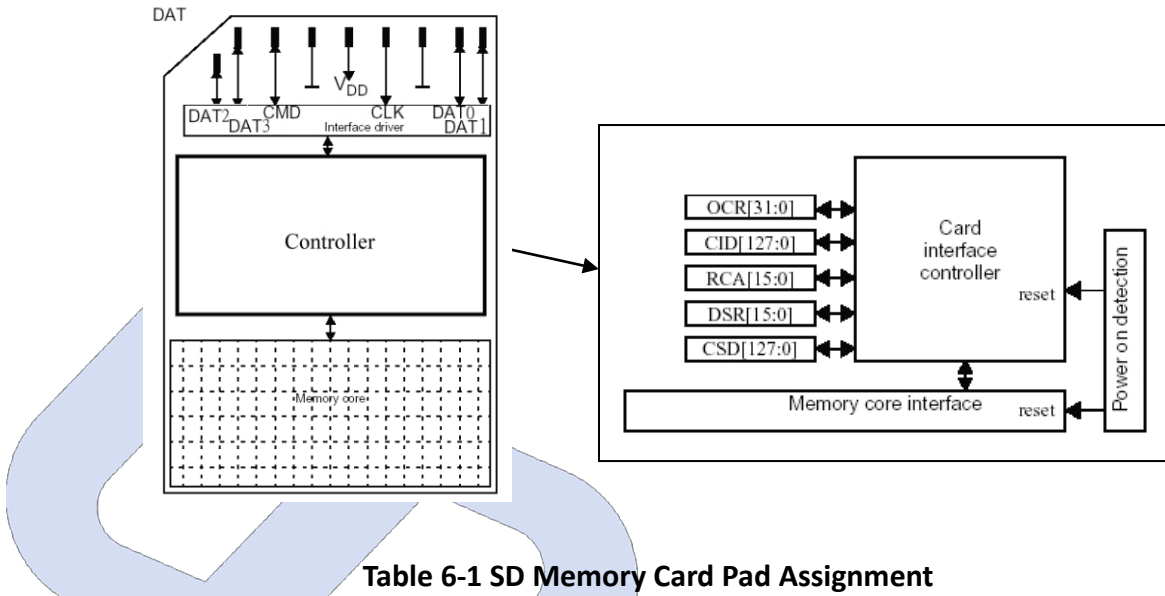 DAT
V_DD
DAT2 CMD CLK DAT0
DAT3 Interface driver DAT1
Controller
Memory core
OCR[31:0]
CID[127:0]
RCA[15:0]
DSR[15:0]
CSD[127:0]
Card
interface
controller
reset
Memory core interface reset
Power on detection
Table 6-1 SD Memory Card Pad Assignment